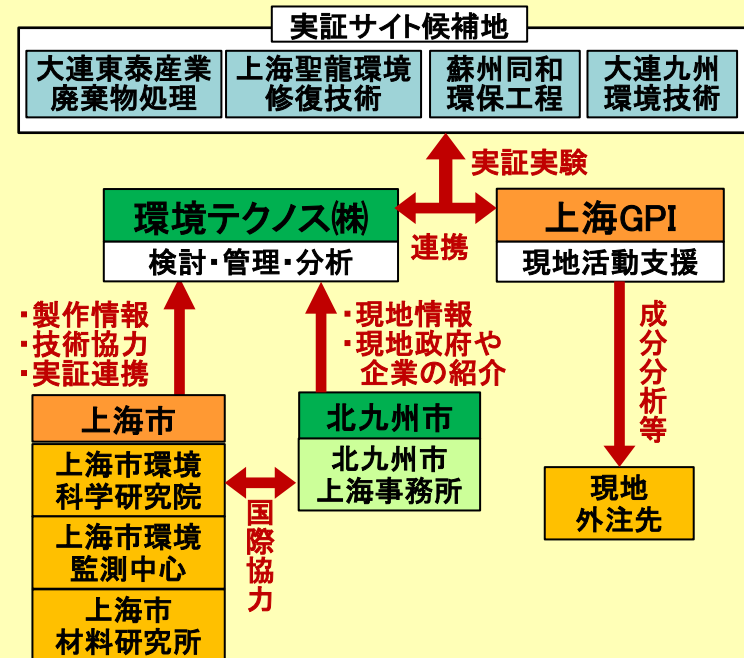 実証サイト候補地
大連東泰産業
廃棄物処理
上海聖龍環境
修復技術
蘇州同和
環保工程
大連九州
環境技術
実証実験
環境テクノス㈱
検討・管理・分析
連携
上海GPI
現地活動支援
・製作情報
・技術協力
・実証連携
・現地情報
・現地政府や
企業の紹介
成分分析等
上海市
上海市環境
科学研究院
上海市環境
監測中心
上海市
材料研究所
国際協力
北九州市
北九州市
上海事務所
現地
外注先